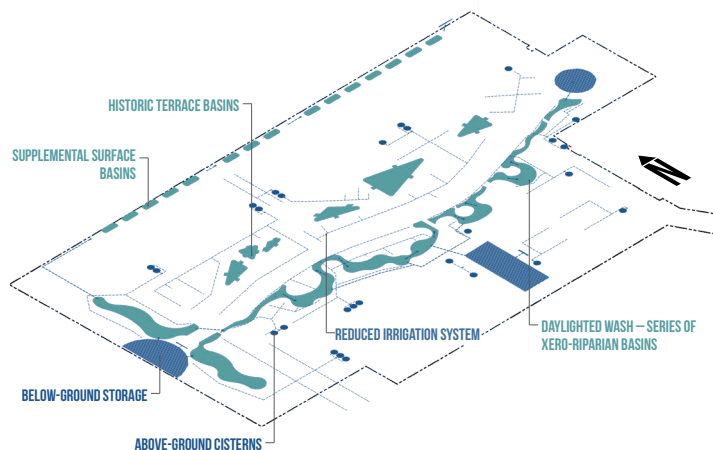 HISTORIC TERRACE BASINS
SUPPLEMENTAL SURFACE
BASINS
N
REDUCED IRRIGATION SYSTEM
DAYLIGHTED WASH – SERIES OF
XERO-RIPARIAN BASINS
BELOW-GROUND STORAGE
ABOVE-GROUND CISTERNS